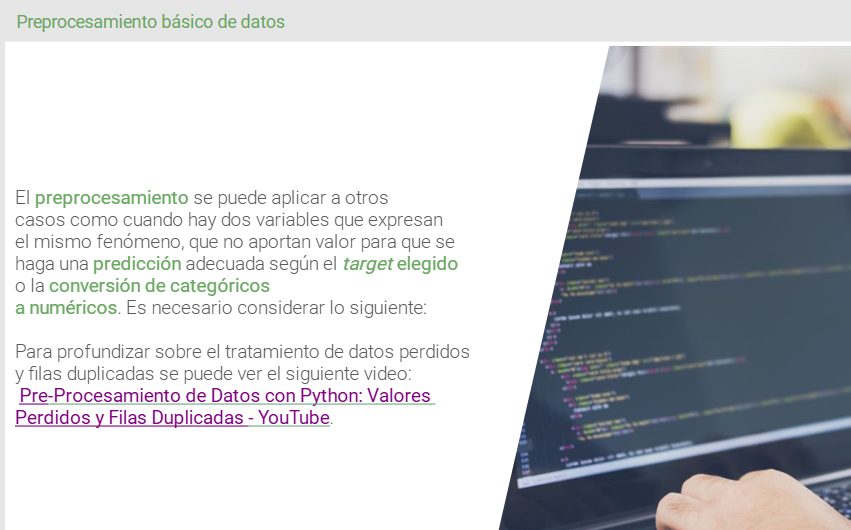 Preprocesamiento básico de datos
El preprocesamiento se puede aplicar a otros
casos como cuando hay dos variables que expresan
el mismo fenómeno, que no aportan valor para que se
haga una predicción adecuada según el target elegido
o la conversión de categóricos
a numéricos. Es necesario considerar lo siguiente:
Para profundizar sobre el tratamiento de datos perdidos
y filas duplicadas se puede ver el siguiente video:
Pre-Procesamiento de Datos con Python: Valores
Perdidos y Filas Duplicadas - YouTube.